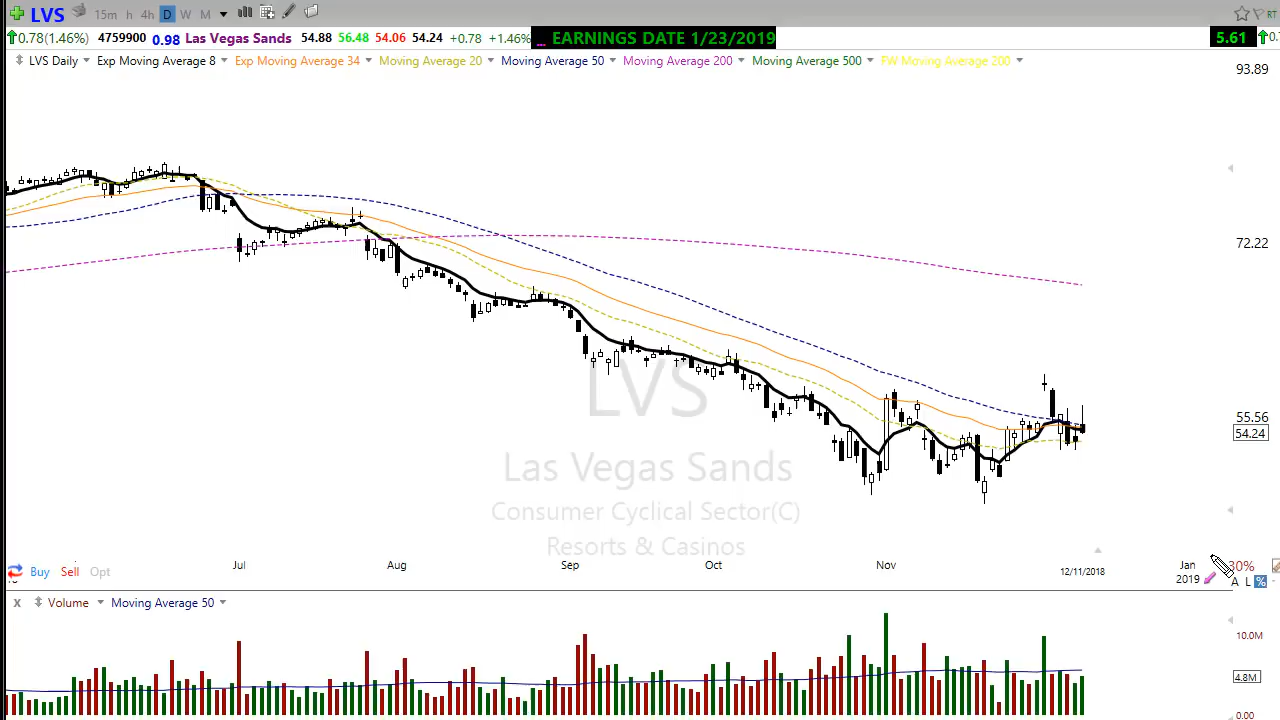 LVS 15m h 4h D W M RT
0.78(1.46%) 4759900 0.98 Las Vegas Sands 54.88 56.48 54.06 54.24 +0.78 +1.46% ... EARNINGS DATE 1/23/2019 5.61
LVS Daily Exp Moving Average 8 Exp Moving Average 34 Moving Average 20 Moving Average 50 Moving Average 200 Moving Average 500 FW Moving Average 200
93.89
72.22
55.56
54.24
LVS
Las Vegas Sands
Consumer Cyclical Sector(C)
Resorts & Casinos
Jul Aug Sep Oct Nov 12/11/2018 Jan 2019
Buy Sell Opt
30%
A L %
X Volume Moving Average 50
10.0M
4.8M
0.00